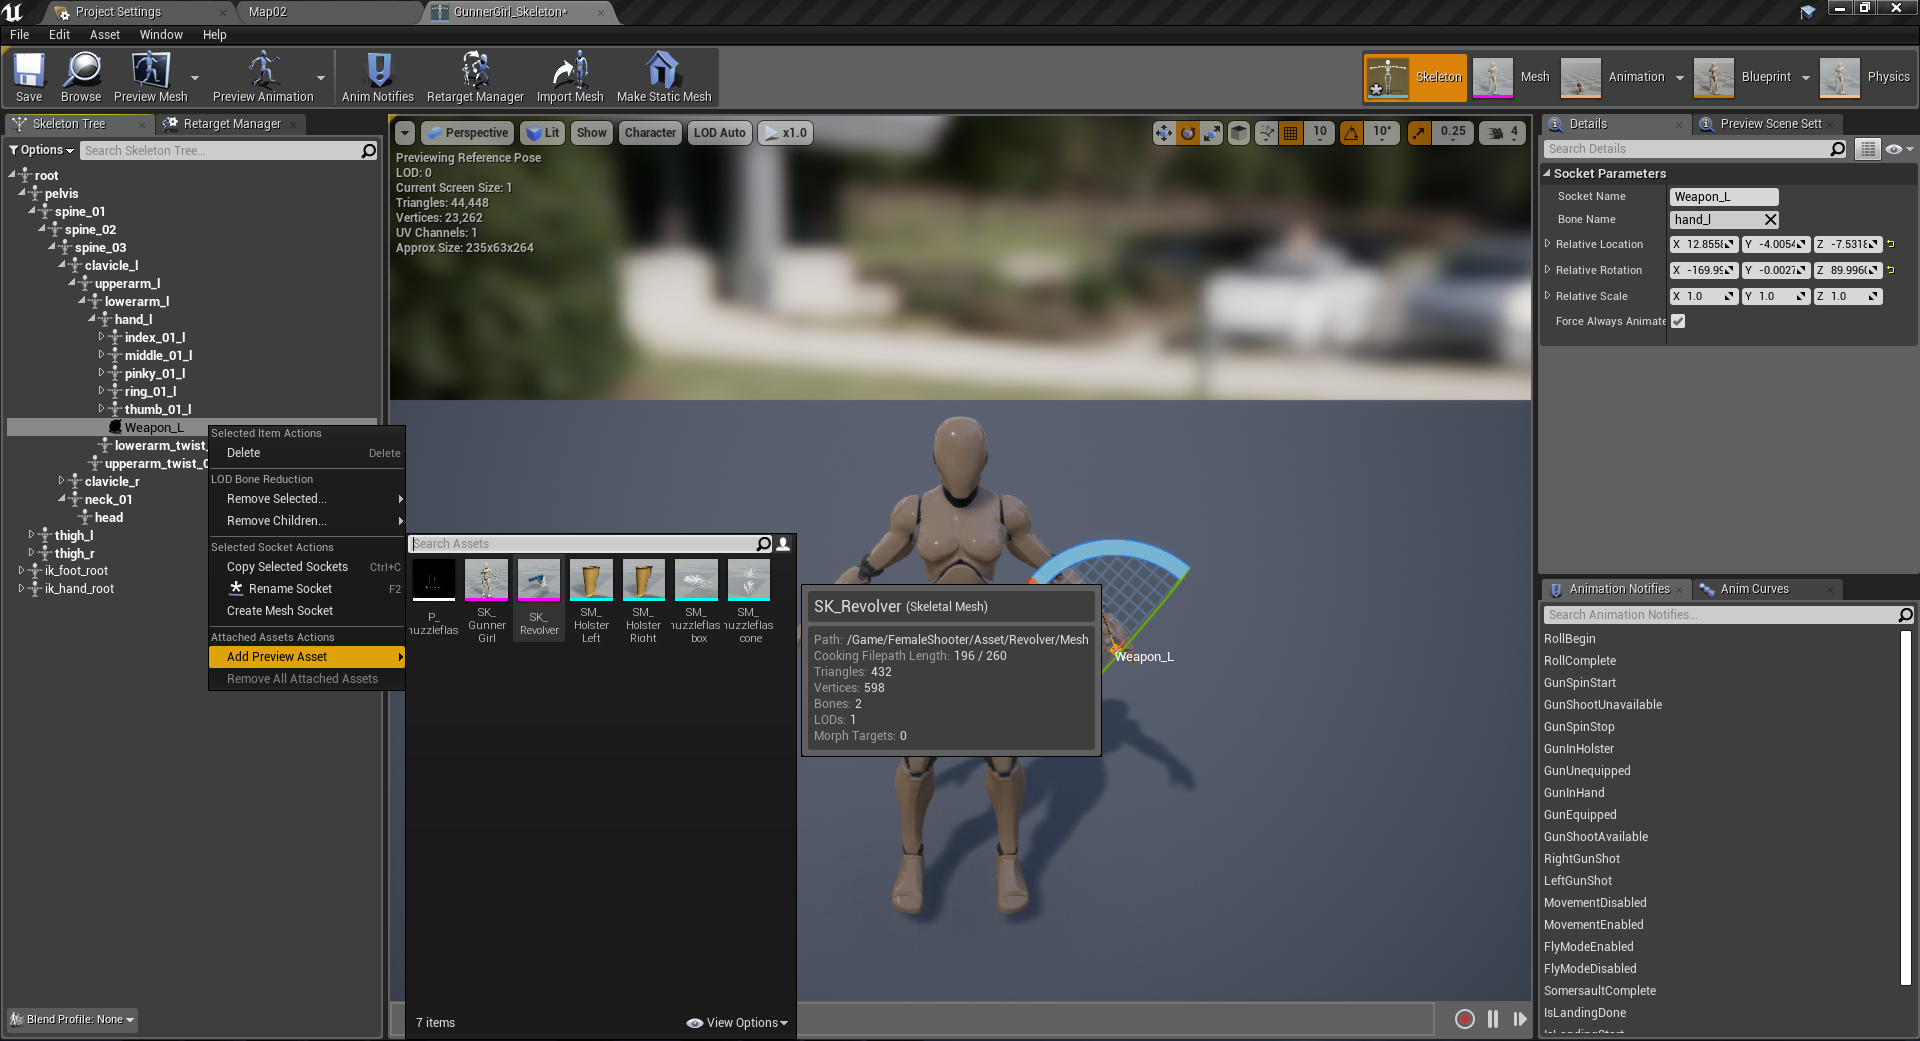 Project Settings
Map02
GunnerGirl_Skeleton*
File
Edit
Asset
Window
Help
Save
Browse
Preview Mesh
Preview Animation
Anim Notifies
Retarget Manager
Import Mesh
Make Static Mesh
Skeleton
Mesh
Animation
Blueprint
Physics
Skeleton Tree
Retarget Manager
Options
Search Skeleton Tree...
root
pelvis
spine_01
spine_02
spine_03
clavicle_l
upperarm_l
lowerarm_l
hand_l
index_01_l
middle_01_l
pinky_01_l
ring_01_l
thumb_01_l
Weapon_L
lowerarm_twist_
upperarm_twist_0
clavicle_r
neck_01
head
thigh_l
thigh_r
ik_foot_root
ik_hand_root
Blend Profile: None
Selected Item Actions
Delete Delete
LOD Bone Reduction
Remove Selected...
Remove Children...
Selected Socket Actions
Copy Selected Sockets Ctrl+C
Rename Socket F2
Create Mesh Socket
Attached Assets Actions
Add Preview Asset
Remove All Attached Assets
Perspective
Lit
Show
Character
LOD Auto
x1.0
10
10°
0.25
4
Previewing Reference Pose
LOD: 0
Current Screen Size: 1
Triangles: 44,448
Vertices: 23,262
UV Channels: 1
Approx Size: 235x63x264
Search Assets
P_
nuzzleflas
SK_
Gunner
Girl
SK_
Revolver
SM_
Holster
Left
SM_
Holster
Right
SM_
nuzzleflas
box
SM_
nuzzleflas
cone
7 items
View Options
SK_Revolver (Skeletal Mesh)
Path: /Game/FemaleShooter/Asset/Revolver/Mesh
Cooking Filepath Length: 196 / 260
Triangles: 432
Vertices: 598
Bones: 2
LODs: 1
Morph Targets: 0
Weapon_L
Details
Preview Scene Sett
Search Details
Socket Parameters
Socket Name Weapon_L
Bone Name hand_l
Relative Location X 12.855 Y -4.0054 Z -7.5318
Relative Rotation X -169.99 Y -0.0027 Z 89.996
Relative Scale X 1.0 Y 1.0 Z 1.0
Force Always Animate
Animation Notifies
Anim Curves
Search Animation Notifies...
RollBegin
RollComplete
GunSpinStart
GunShootUnavailable
GunSpinStop
GunInHolster
GunUnequipped
GunInHand
GunEquipped
GunShootAvailable
RightGunShot
LeftGunShot
MovementDisabled
MovementEnabled
FlyModeEnabled
FlyModeDisabled
SomersaultComplete
IsLandingDone
IsLandingStart